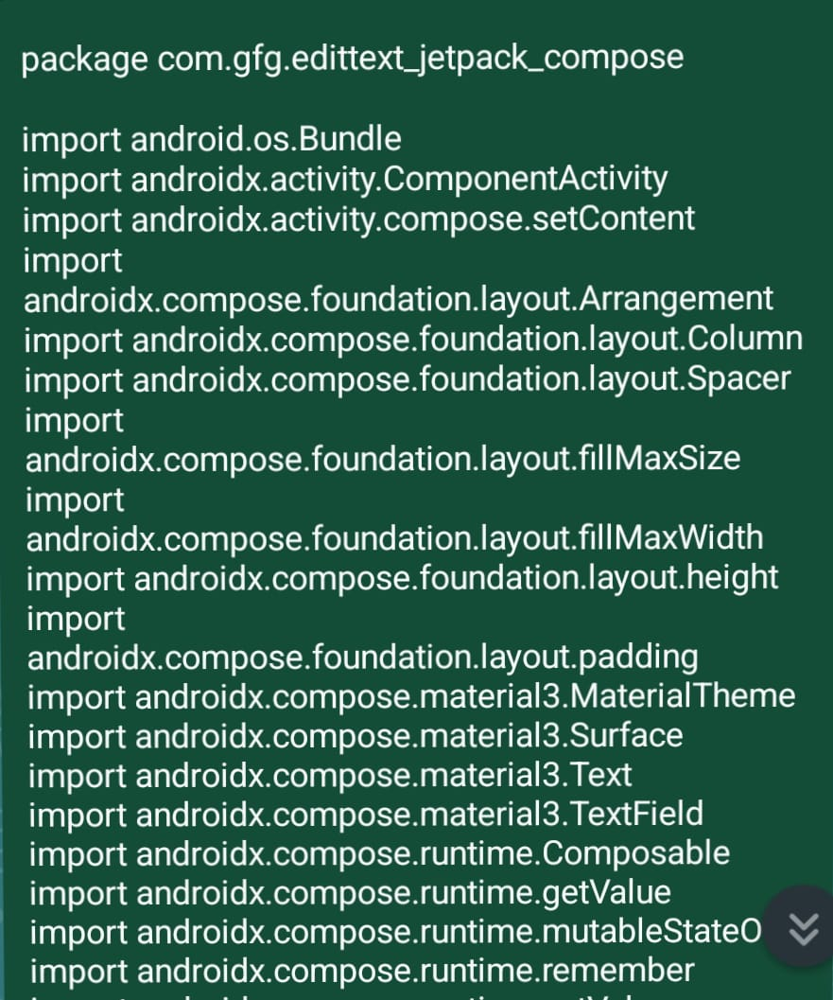 package com.gfg.edittext_jetpack_compose
import android.os.Bundle
import androidx.activity.ComponentActivity
import androidx.activity.compose.setContent
import
androidx.compose.foundation.layout.Arrangement
import androidx.compose.foundation.layout.Column
import androidx.compose.foundation.layout.Spacer
import
androidx.compose.foundation.layout.fillMaxSize
import
androidx.compose.foundation.layout.fillMaxWidth
import androidx.compose.foundation.layout.height
import
androidx.compose.foundation.layout.padding
import androidx.compose.material3.MaterialTheme
import androidx.compose.material3.Surface
import androidx.compose.material3.Text
import androidx.compose.material3.TextField
import androidx.compose.runtime.Composable
import androidx.compose.runtime.getValue
import androidx.compose.runtime.mutableStateO
import androidx.compose.runtime.remember